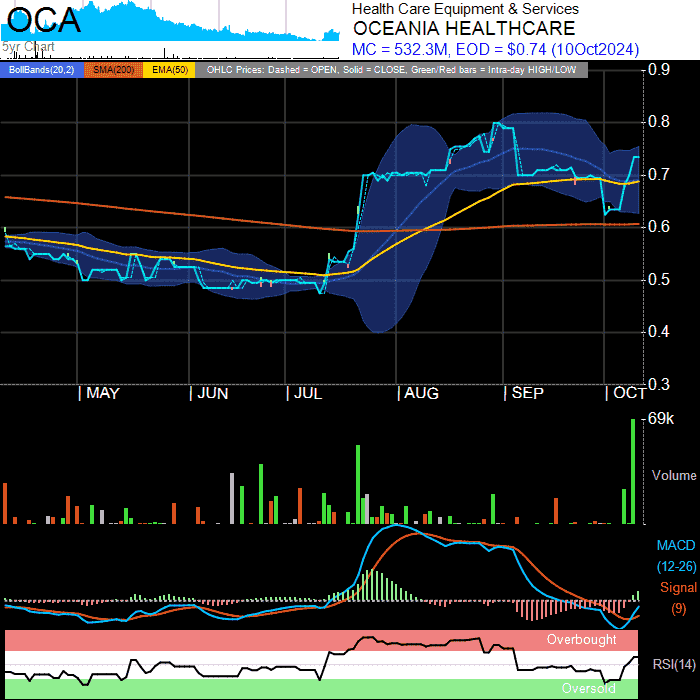 OCA
5yr Chart
Health Care Equipment & Services
OCEANIA HEALTHCARE
MC = 532.3M, EOD = $0.74 (10Oct2024)
BollBands(20,2) SMA(200) EMA(50) OHLC Prices: Dashed = OPEN, Solid = CLOSE, Green/Red bars = Intra-day HIGH/LOW
0.9
0.8
0.7
0.6
0.5
0.4
0.3
| MAY | JUN | JUL | AUG | SEP | OCT
69k
Volume
MACD
(12-26)
Signal
(9)
Overbought
RSI(14)
Oversold